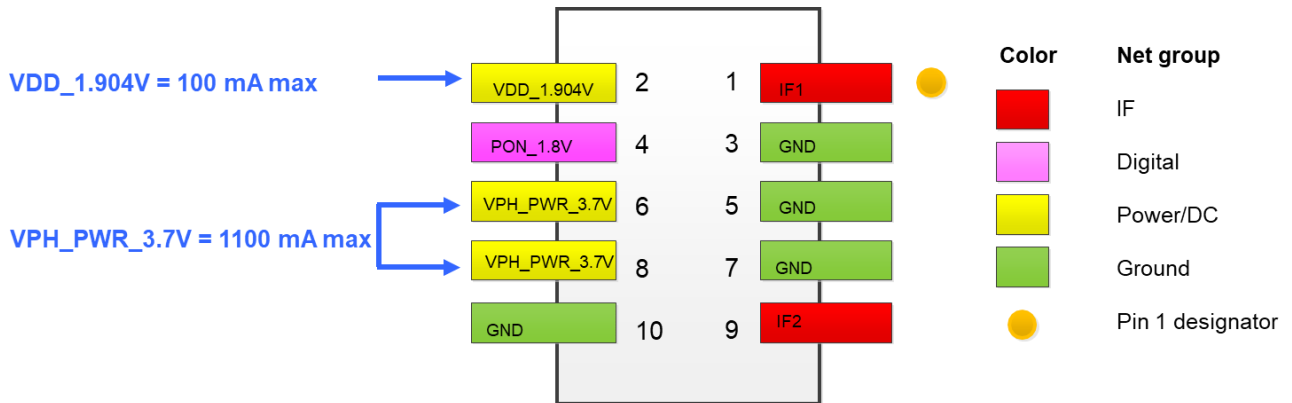 VDD_1.904V = 100 mA max
VDD_1.904V 2 1 IF1
PON_1.8V 4 3 GND
VPH_PWR_3.7V 6 5 GND
VPH_PWR_3.7V = 1100 mA max
VPH_PWR_3.7V 8 7 GND
GND 10 9 IF2
Color Net group
IF
Digital
Power/DC
Ground
Pin 1 designator